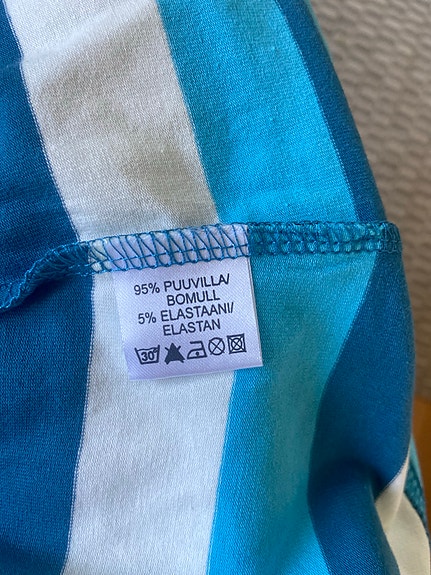 95% PUUVILLA/
BOMULL
5% ELASTAANI/
ELASTAN
30